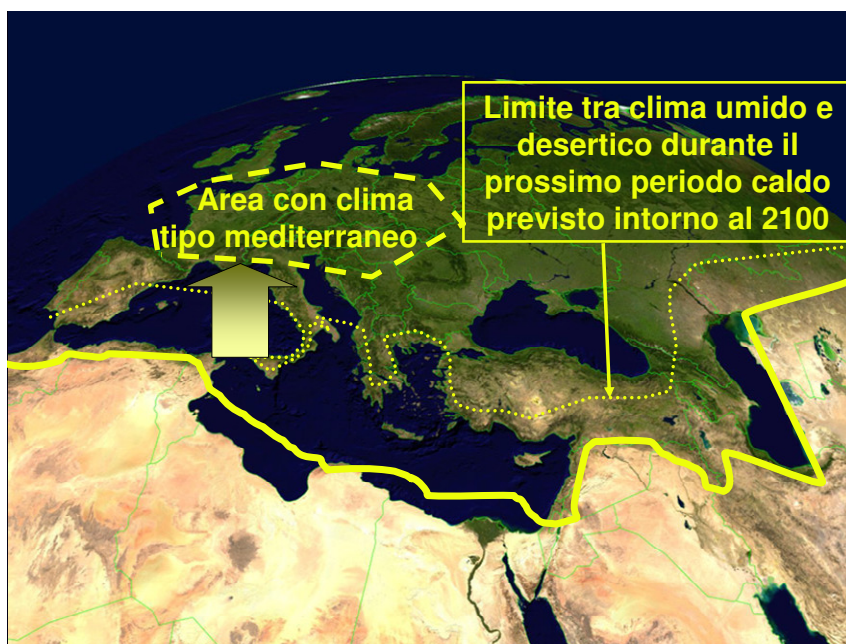 Limite tra clima umido e
desertico durante il
prossimo periodo caldo
previsto intorno al 2100
Area con clima
tipo mediterraneo